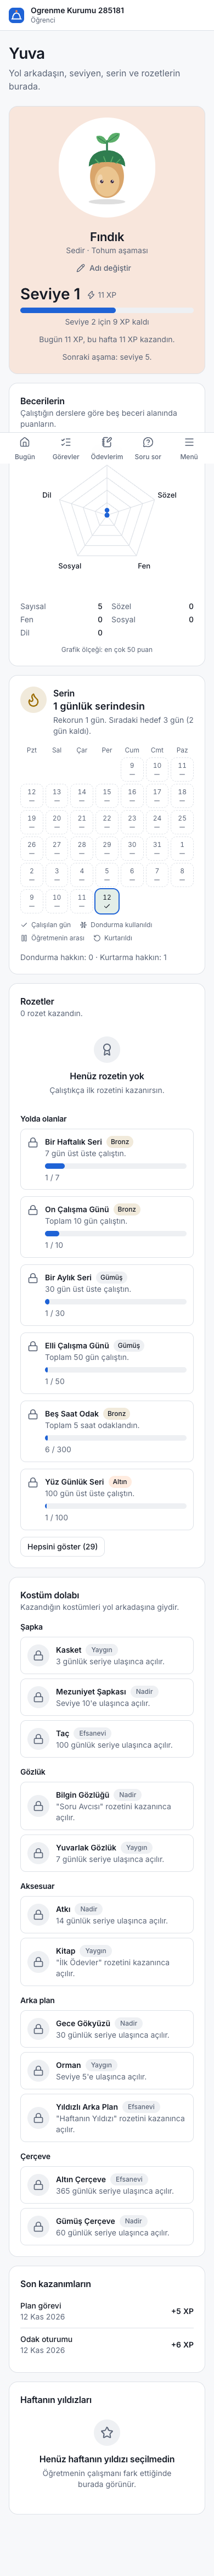 Ogrenme Kurumu 285181
Öğrenci
Yuva
Yol arkadaşın, seviyen, serin ve rozetlerin
burada.
Fındık
Sedir · Tohum aşaması
Adı değiştir
Seviye 1
11 XP
Seviye 2 için 9 XP kaldı
Bugün 11 XP, bu hafta 11 XP kazandın.
Sonraki aşama: seviye 5.
Becerilerin
Çalıştığın derslere göre beş beceri alanında
puanların.
Bugün
Görevler
Ödevlerim
Soru sor
Menü
Dil
Sözel
Sosyal
Fen
Sayısal 5
Sözel 0
Fen 0
Sosyal 0
Dil 0
Grafik ölçeği: en çok 50 puan
Serin
1 günlük serindesin
Rekorun 1 gün. Sıradaki hedef 3 gün (2
gün kaldı).
Pzt Sal Çar Per Cum Cmt Paz
9 10 11
12 13 14 15 16 17 18
19 20 21 22 23 24 25
26 27 28 29 30 31 1
2 3 4 5 6 7 8
9 10 11 12
Çalışılan gün
Dondurma kullanıldı
Öğretmenin arası
Kurtarıldı
Dondurma hakkın: 0 · Kurtarma hakkın: 1
Rozetler
0 rozet kazandın.
Henüz rozetin yok
Çalıştıkça ilk rozetini kazanırsın.
Yolda olanlar
Bir Haftalık Seri Bronz
7 gün üst üste çalıştın.
1 / 7
On Çalışma Günü Bronz
Toplam 10 gün çalıştın.
1 / 10
Bir Aylık Seri Gümüş
30 gün üst üste çalıştın.
1 / 30
Elli Çalışma Günü Gümüş
Toplam 50 gün çalıştın.
1 / 50
Beş Saat Odak Bronz
Toplam 5 saat odaklandın.
6 / 300
Yüz Günlük Seri Altın
100 gün üst üste çalıştın.
1 / 100
Hepsini göster (29)
Kostüm dolabı
Kazandığın kostümleri yol arkadaşına giydir.
Şapka
Kasket Yaygın
3 günlük seriye ulaşınca açılır.
Mezuniyet Şapkası Nadir
Seviye 10'e ulaşınca açılır.
Taç Efsanevi
100 günlük seriye ulaşınca açılır.
Gözlük
Bilgin Gözlüğü Nadir
"Soru Avcısı" rozetini kazanınca
açılır.
Yuvarlak Gözlük Yaygın
7 günlük seriye ulaşınca açılır.
Aksesuar
Atkı Nadir
14 günlük seriye ulaşınca açılır.
Kitap Yaygın
"İlk Ödevler" rozetini kazanınca
açılır.
Arka plan
Gece Gökyüzü Nadir
30 günlük seriye ulaşınca açılır.
Orman Yaygın
Seviye 5'e ulaşınca açılır.
Yıldızlı Arka Plan Efsanevi
"Haftanın Yıldızı" rozetini kazanınca
açılır.
Çerçeve
Altın Çerçeve Efsanevi
365 günlük seriye ulaşınca açılır.
Gümüş Çerçeve Nadir
60 günlük seriye ulaşınca açılır.
Son kazanımların
Plan görevi
12 Kas 2026
+5 XP
Odak oturumu
12 Kas 2026
+6 XP
Haftanın yıldızları
Henüz haftanın yıldızı seçilmedin
Öğretmenin çalışmanı fark ettiğinde
burada görünür.